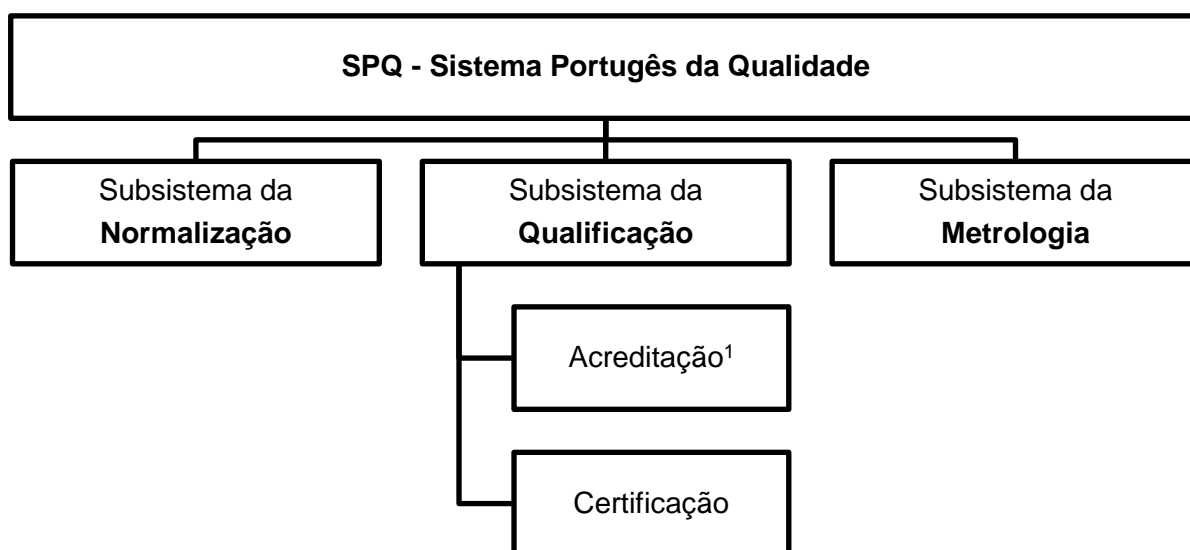 SPQ - Sistema Portugês da Qualidade
Subsistema da
Normalização
Subsistema da
Qualificação
Subsistema da
Metrologia
Acreditação¹
Certificação